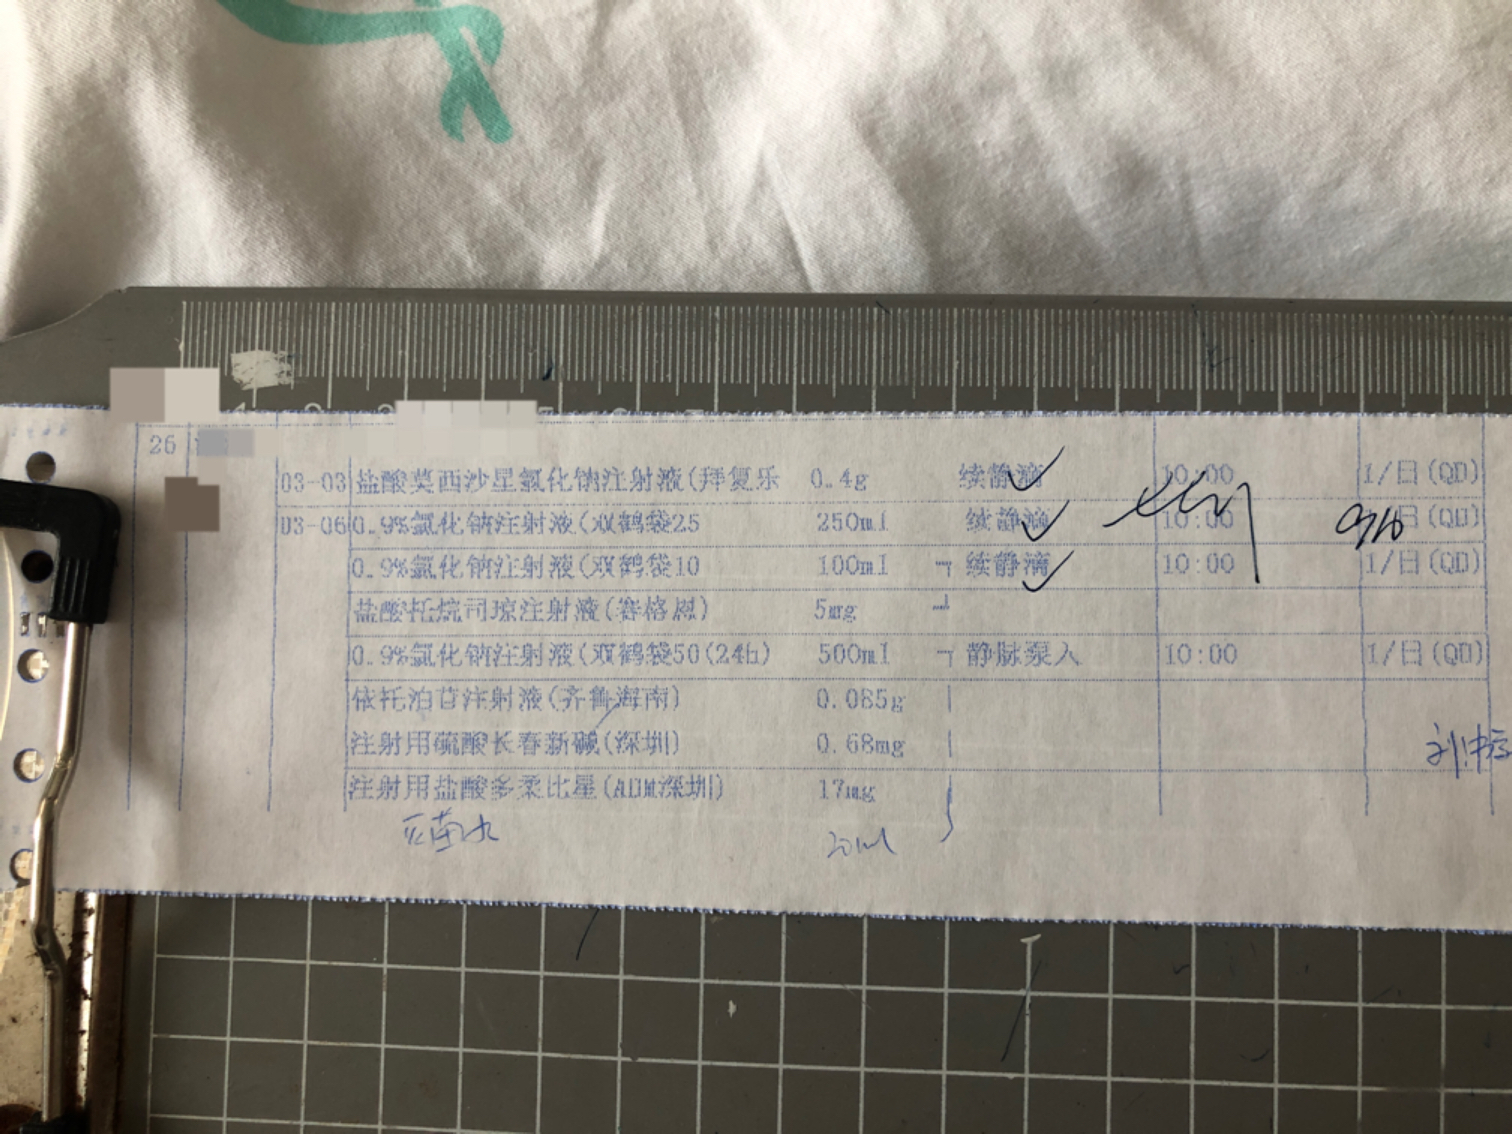 26
03-03 盐酸莫西沙星氯化钠注射液(拜复乐 0.4g 续静滴 10:00 1/日(QD)
03-06 0.9%氯化钠注射液(双鹤袋25 250ml 续静滴 10:00 日(QD)
0.9%氯化钠注射液(双鹤袋10 100ml 续静滴 10:00 1/日(QD)
盐酸托烷司琼注射液(赛格恩) 5mg
0.9%氯化钠注射液(双鹤袋50(24h) 500ml 静脉泵入 10:00 1/日(QD)
依托泊苷注射液(齐鲁海南) 0.085g
注射用硫酸长春新碱(深圳) 0.68mg
注射用盐酸多柔比星(ADM深圳) 17mg
20ml